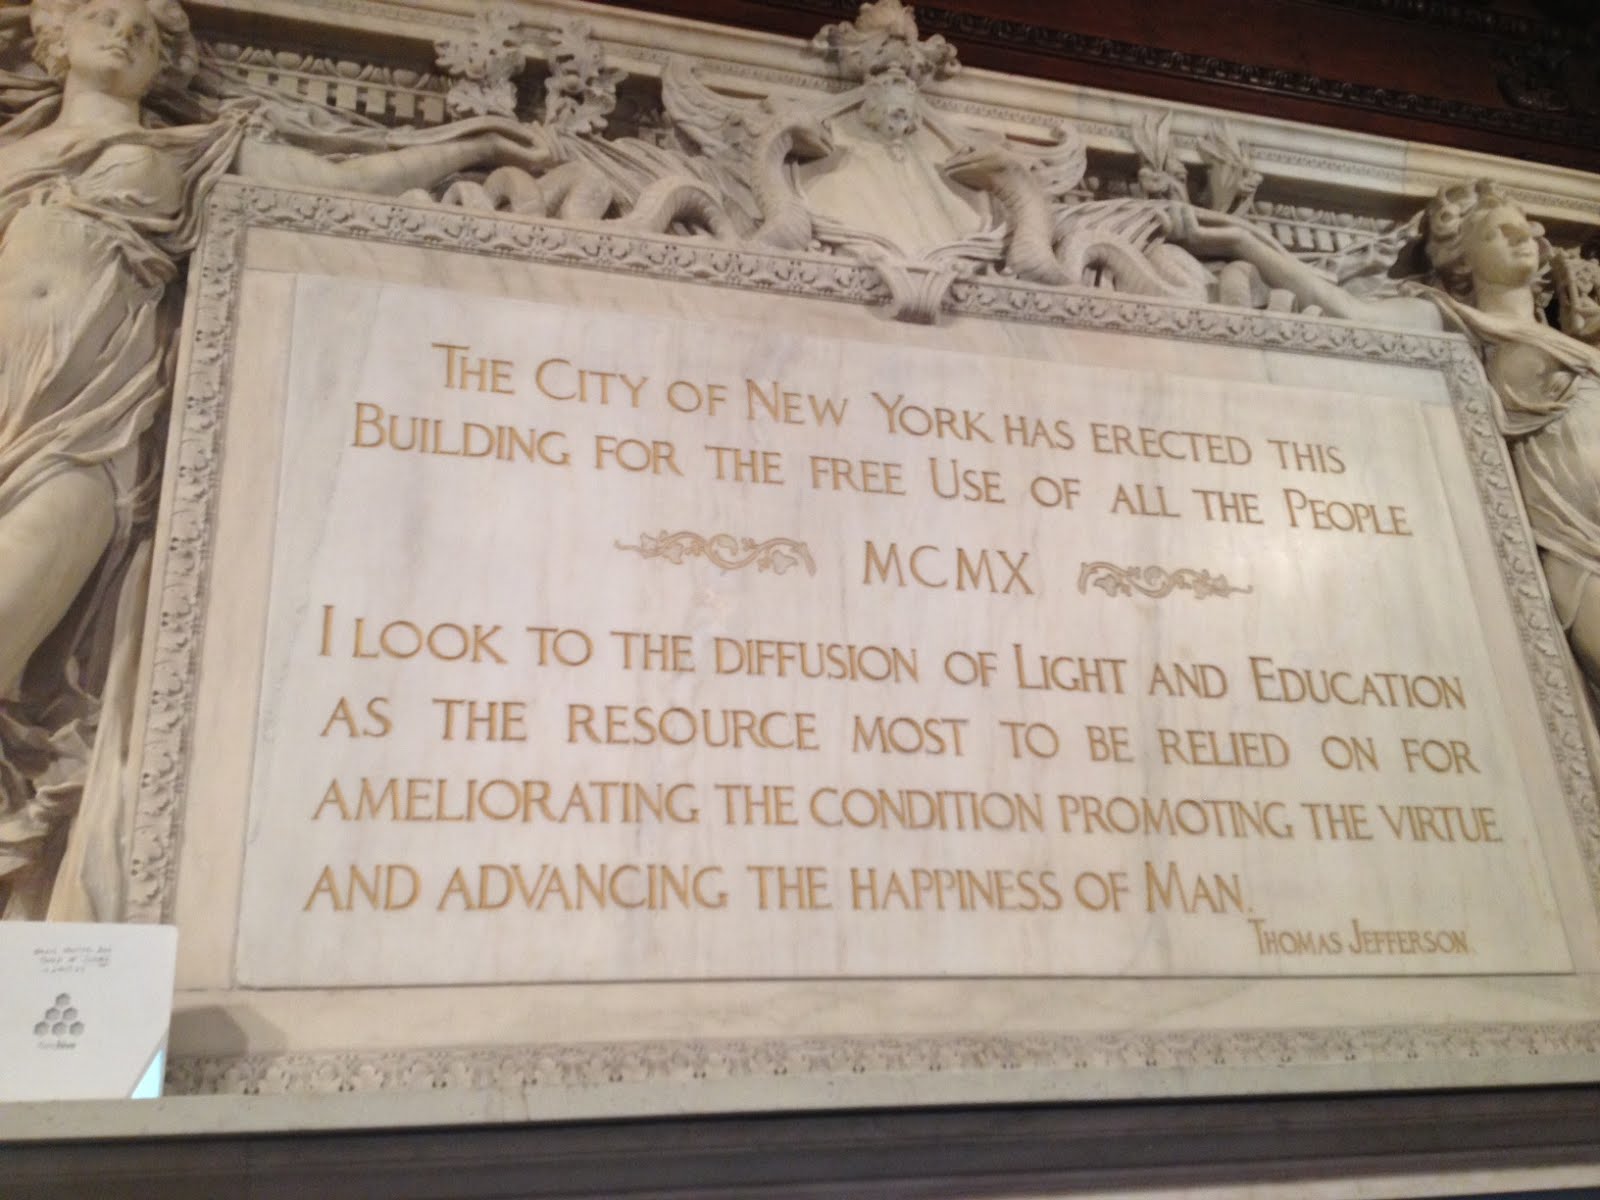 THE CITY OF NEW YORK HAS ERECTED THIS
BUILDING FOR THE FREE USE OF ALL THE PEOPLE
MCMX
I LOOK TO THE DIFFUSION OF LIGHT AND EDUCATION
AS THE RESOURCE MOST TO BE RELIED ON FOR
AMELIORATING THE CONDITION PROMOTING THE VIRTUE
AND ADVANCING THE HAPPINESS OF MAN.
THOMAS JEFFERSON.